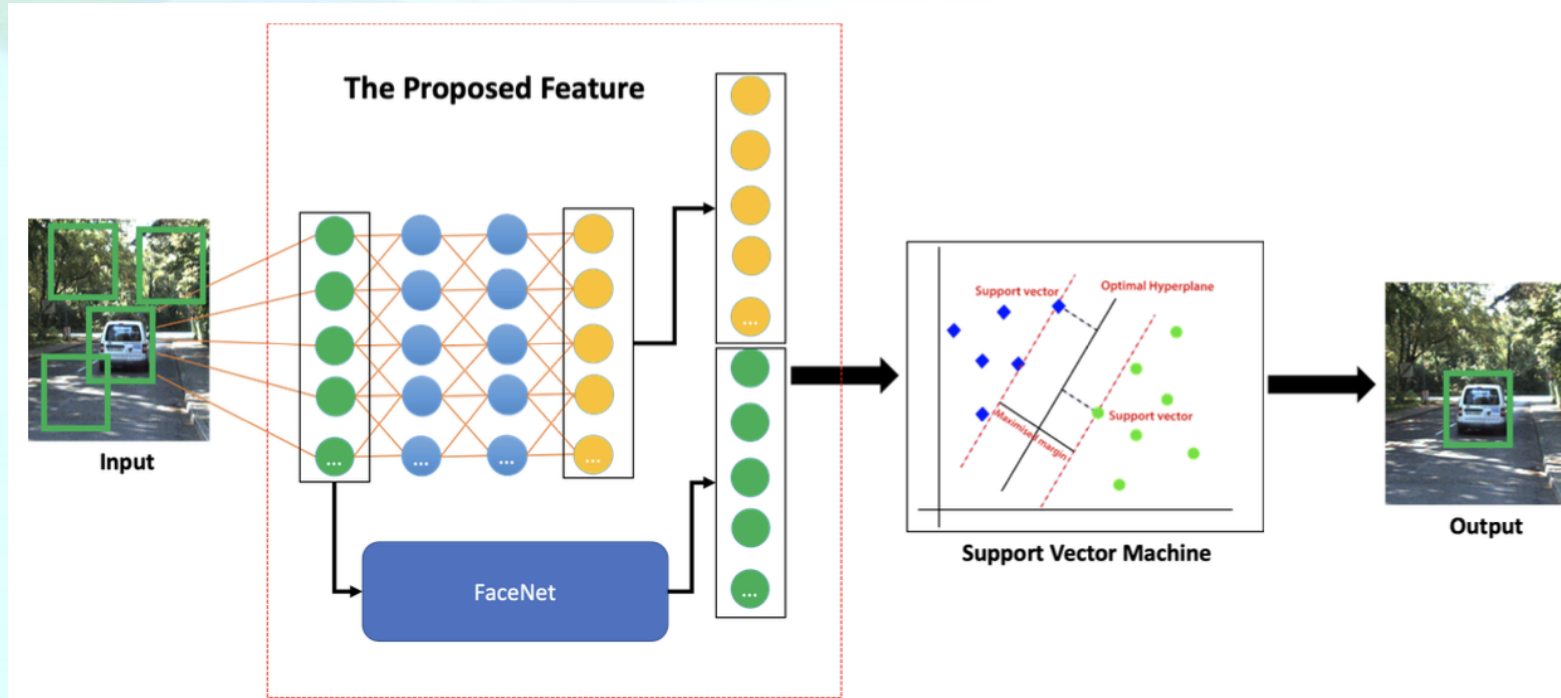 The Proposed Feature
Input
...
...
...
...
FaceNet
...
...
Support vector
Optimal Hyperplane
Maximised margin
Support vector
Support Vector Machine
Output